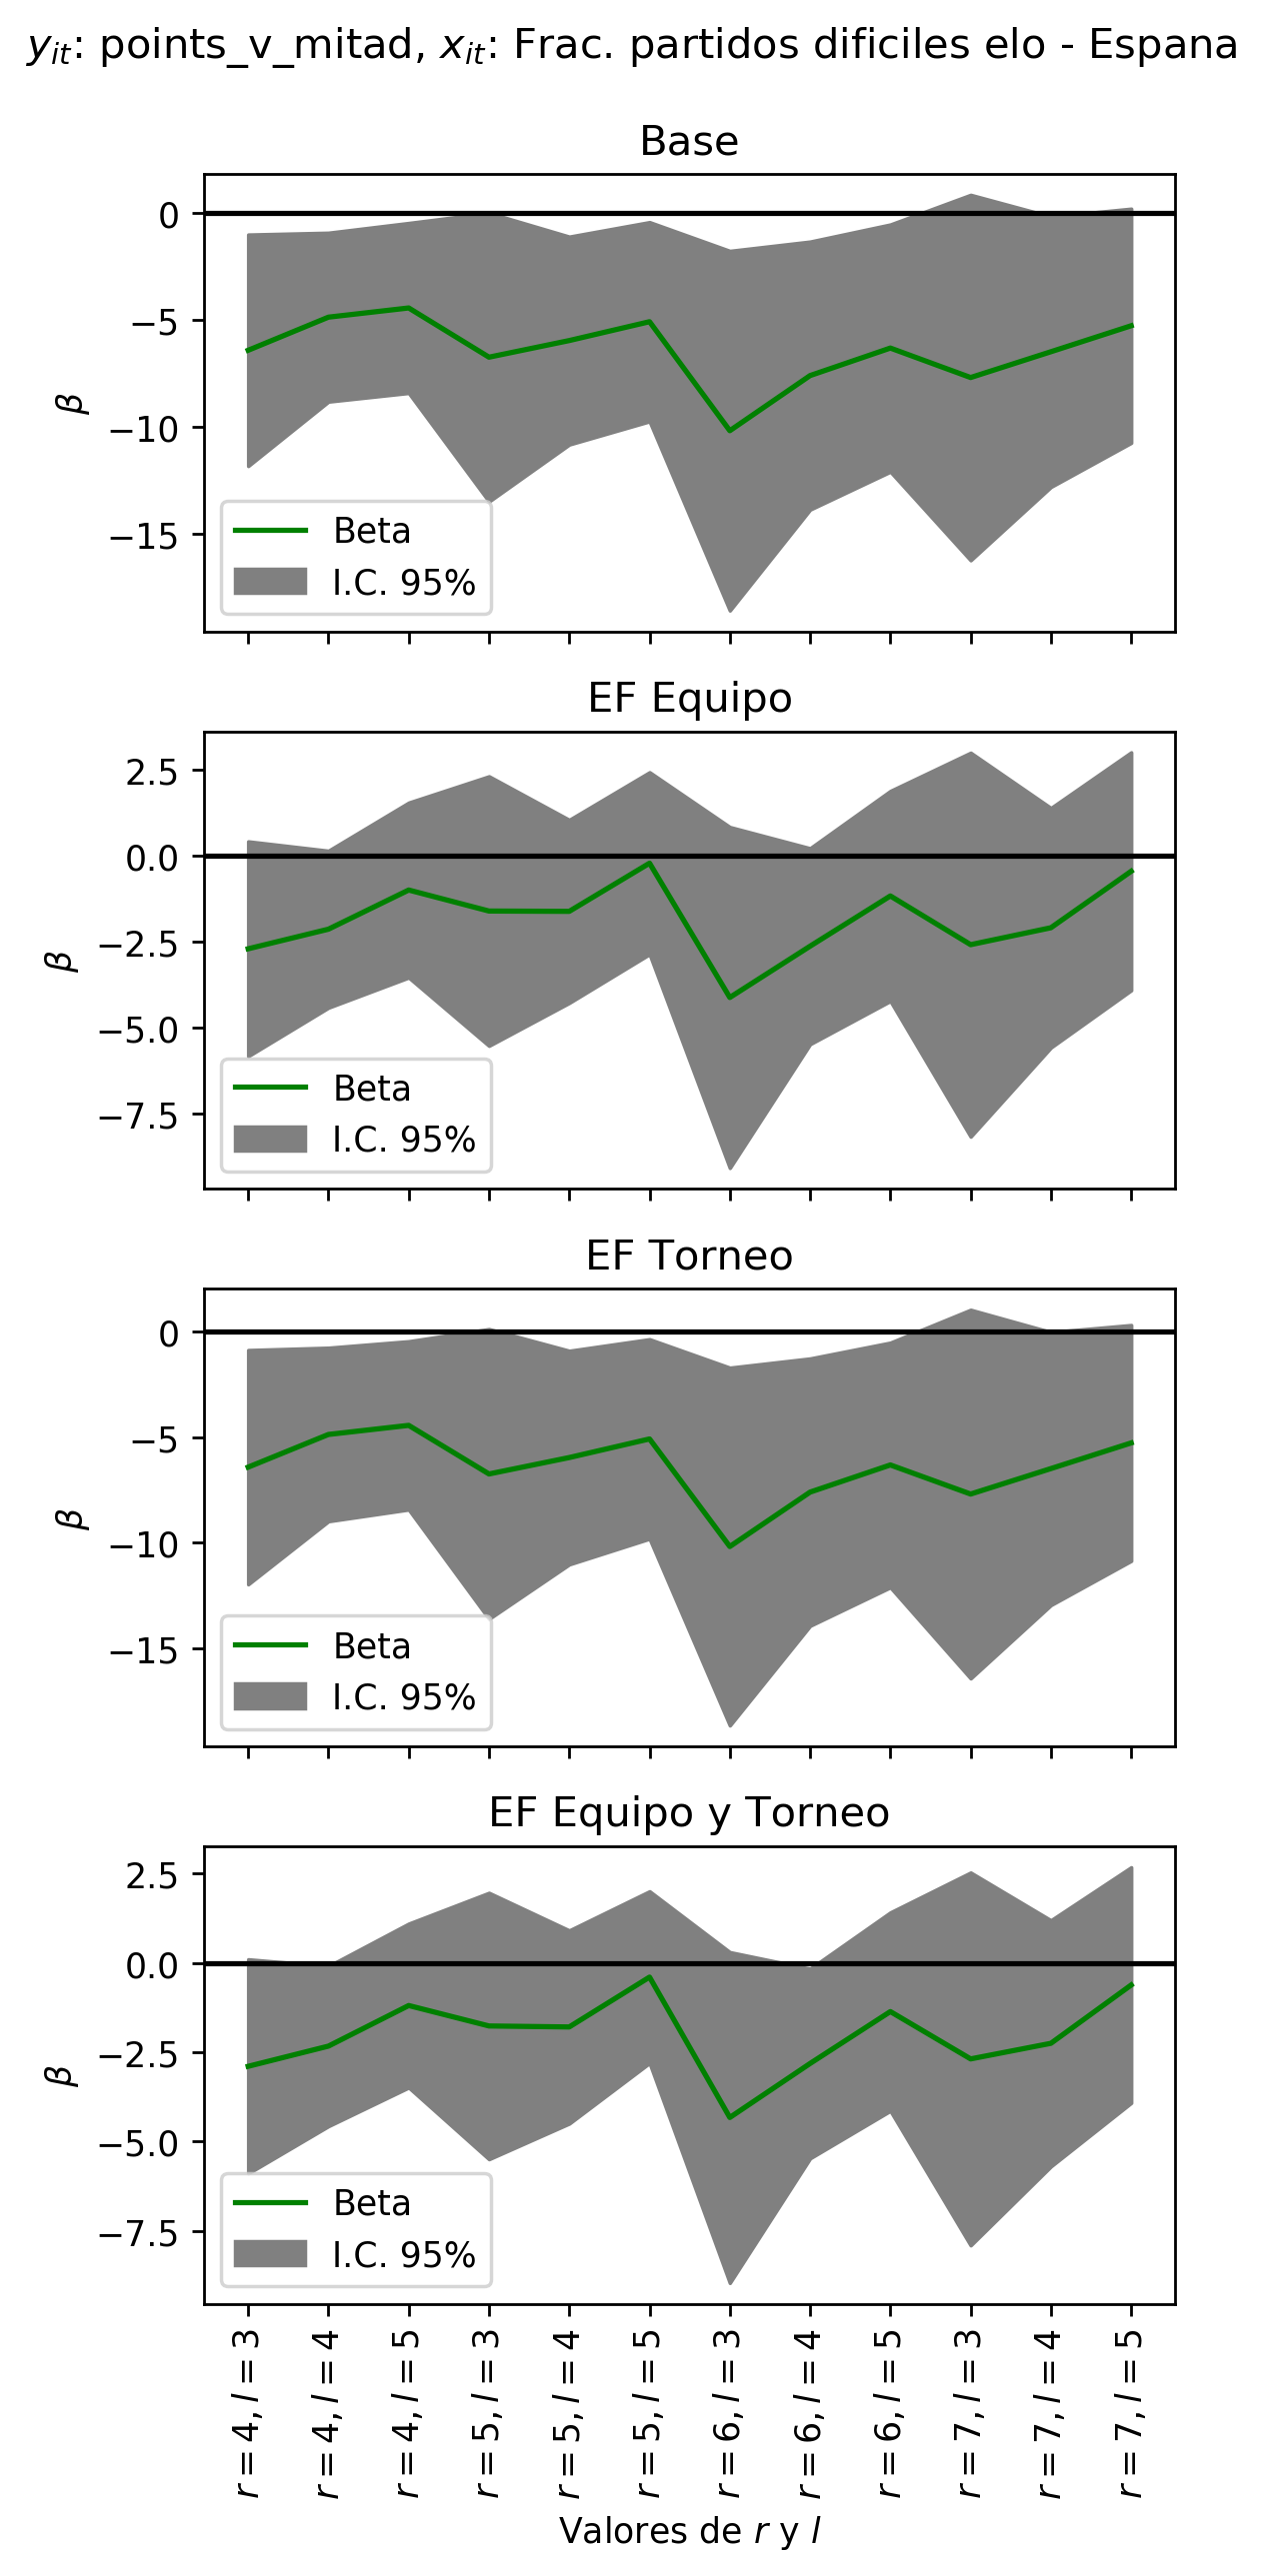 y_it: points_v_mitad, x_it: Frac. partidos dificiles elo - Espana
Base
0
−5
−10
−15
β
Beta
I.C. 95%
EF Equipo
2.5
0.0
−2.5
−5.0
−7.5
β
Beta
I.C. 95%
EF Torneo
0
−5
−10
−15
β
Beta
I.C. 95%
EF Equipo y Torneo
2.5
0.0
−2.5
−5.0
−7.5
β
Beta
I.C. 95%
r = 4, l = 3
r = 4, l = 4
r = 4, l = 5
r = 5, l = 3
r = 5, l = 4
r = 5, l = 5
r = 6, l = 3
r = 6, l = 4
r = 6, l = 5
r = 7, l = 3
r = 7, l = 4
r = 7, l = 5
Valores de r y l